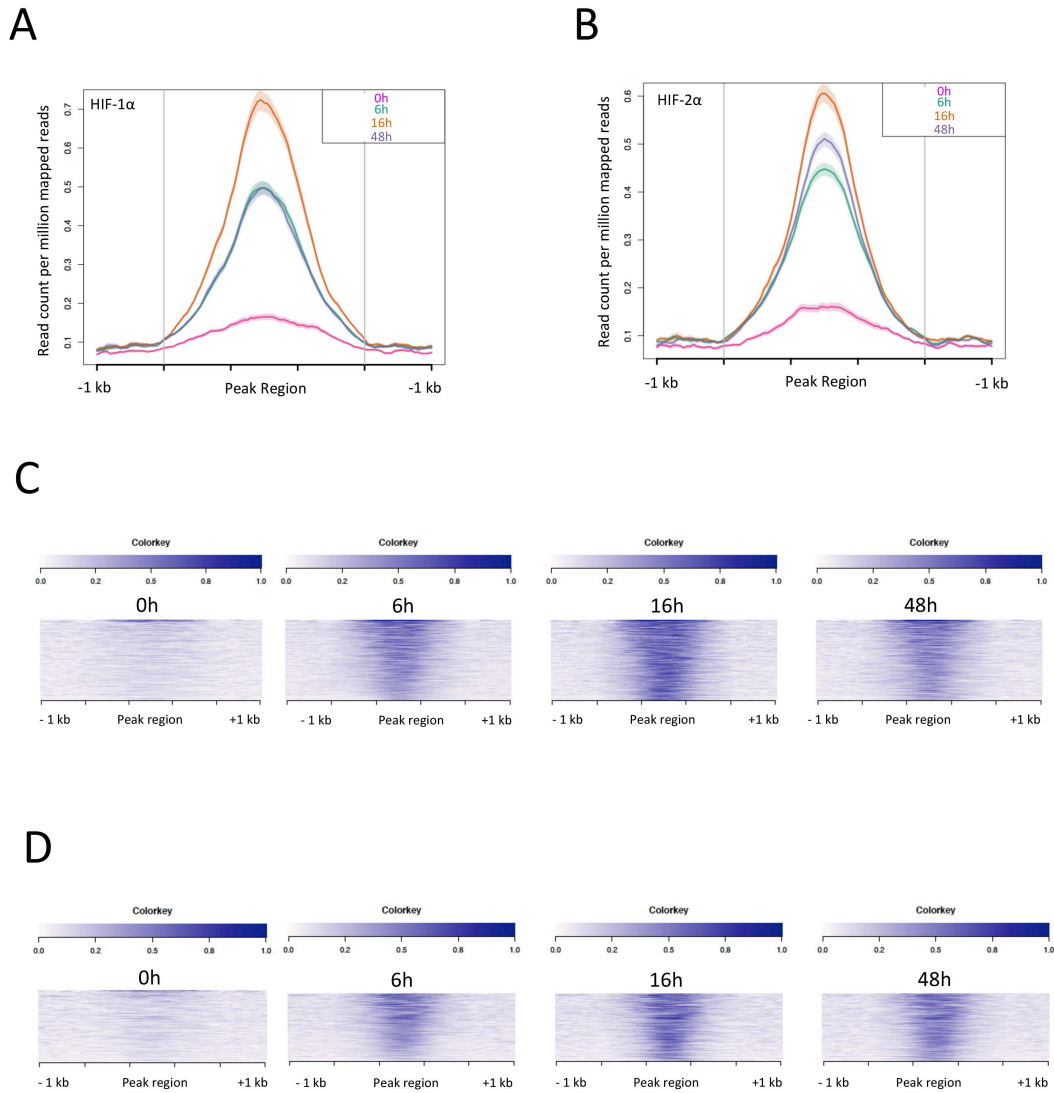 A
B
HIF-1α
0h
6h
16h
48h
Read count per million mapped reads
0.1
0.2
0.3
0.4
0.5
0.6
0.7
-1 kb
Peak Region
-1 kb
HIF-2α
0h
6h
16h
48h
Read count per million mapped reads
0.1
0.2
0.3
0.4
0.5
0.6
-1 kb
Peak Region
-1 kb
C
Colorkey
0.0 0.2 0.5 0.8 1.0
0h
- 1 kb Peak region +1 kb
Colorkey
0.0 0.2 0.5 0.8 1.0
6h
- 1 kb Peak region +1 kb
Colorkey
0.0 0.2 0.5 0.8 1.0
16h
- 1 kb Peak region +1 kb
Colorkey
0.0 0.2 0.5 0.8 1.0
48h
- 1 kb Peak region +1 kb
D
Colorkey
0.0 0.2 0.5 0.8 1.0
0h
- 1 kb Peak region +1 kb
Colorkey
0.0 0.2 0.5 0.8 1.0
6h
- 1 kb Peak region +1 kb
Colorkey
0.0 0.2 0.5 0.8 1.0
16h
- 1 kb Peak region +1 kb
Colorkey
0.0 0.2 0.5 0.8 1.0
48h
- 1 kb Peak region +1 kb